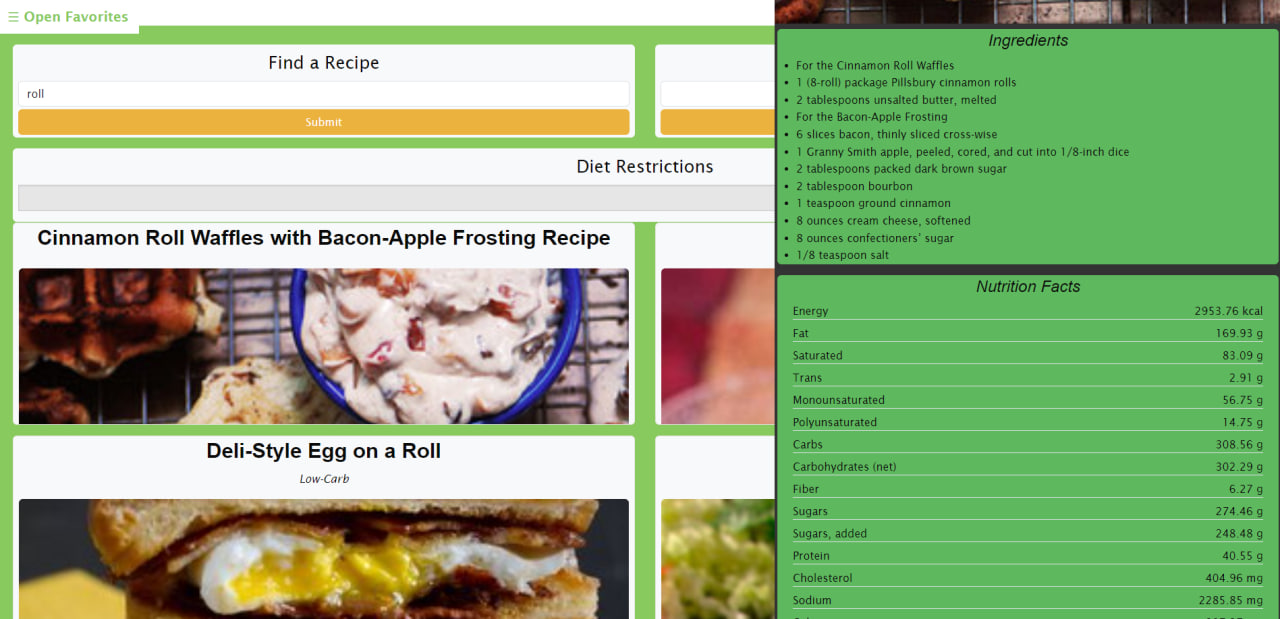 ☰ Open Favorites
Find a Recipe
roll
Submit
Diet Restrictions
Cinnamon Roll Waffles with Bacon-Apple Frosting Recipe
Deli-Style Egg on a Roll
Low-Carb
Ingredients
• For the Cinnamon Roll Waffles
• 1 (8-roll) package Pillsbury cinnamon rolls
• 2 tablespoons unsalted butter, melted
• For the Bacon-Apple Frosting
• 6 slices bacon, thinly sliced cross-wise
• 1 Granny Smith apple, peeled, cored, and cut into 1/8-inch dice
• 2 tablespoons packed dark brown sugar
• 2 tablespoon bourbon
• 1 teaspoon ground cinnamon
• 8 ounces cream cheese, softened
• 8 ounces confectioners' sugar
• 1/8 teaspoon salt
Nutrition Facts
Energy 2953.76 kcal
Fat 169.93 g
Saturated 83.09 g
Trans 2.91 g
Monounsaturated 56.75 g
Polyunsaturated 14.75 g
Carbs 308.56 g
Carbohydrates (net) 302.29 g
Fiber 6.27 g
Sugars 274.46 g
Sugars, added 248.48 g
Protein 40.55 g
Cholesterol 404.96 mg
Sodium 2285.85 mg